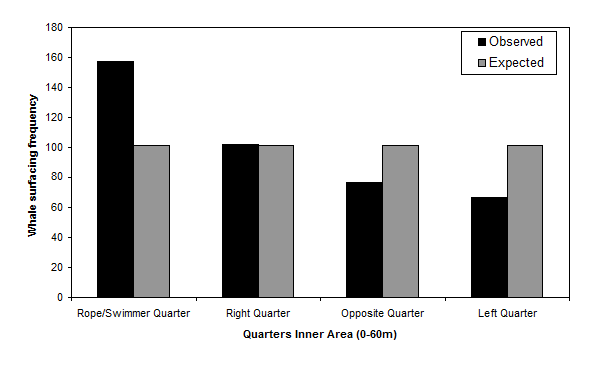 180
160
140
120
100
80
60
40
20
0
Whale surfacing frequency
Observed
Expected
Rope/Swimmer Quarter
Right Quarter
Opposite Quarter
Left Quarter
Quarters Inner Area (0-60m)